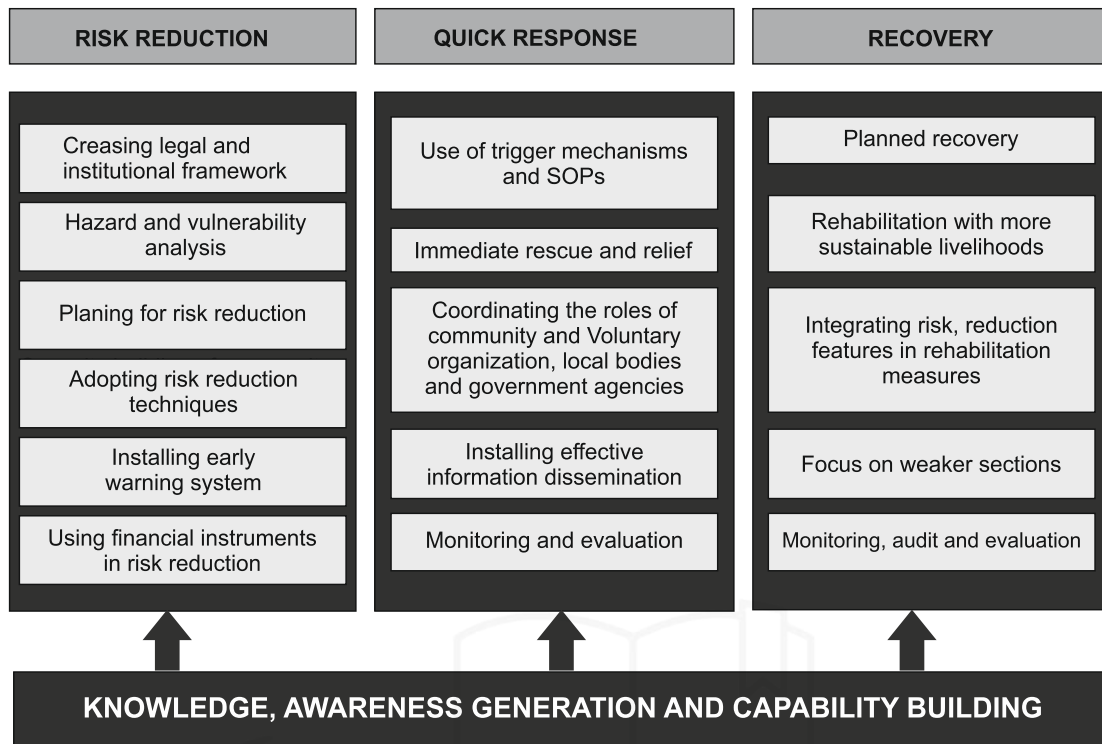 RISK REDUCTION
Creasing legal and
institutional framework
Hazard and vulnerability
analysis
Planing for risk reduction
Adopting risk reduction
techniques
Installing early
warning system
Using financial instruments
in risk reduction
QUICK RESPONSE
Use of trigger mechanisms
and SOPs
Immediate rescue and relief
Coordinating the roles of
community and Voluntary
organization, local bodies
and government agencies
Installing effective
information dissemination
Monitoring and evaluation
RECOVERY
Planned recovery
Rehabilitation with more
sustainable livelihoods
Integrating risk, reduction
features in rehabilitation
measures
Focus on weaker sections
Monitoring, audit and evaluation
KNOWLEDGE, AWARENESS GENERATION AND CAPABILITY BUILDING